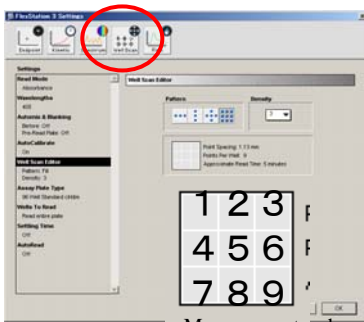 FlexStation 3 Settings
Endpoint Kinetic Spectrum Well Scan
Settings
Read Mode
Absorbance
Wavelengths
405
Automix & Blanking
Before: Off
Pre-Read Plate: Off
AutoCalibrate
On
Well Scan Editor
Pattern: Fill
Density: 3
Assay Plate Type
96 Well Standard clrbtm
Wells To Read
Read entire plate
Settling Time
Off
AutoRead
Off
Well Scan Editor
Pattern Density
3
Point Spacing: 1.13 mm
Points Per Well: 9
Approximate Read Time: 5 minutes
1 2 3
4 5 6
7 8 9
OK